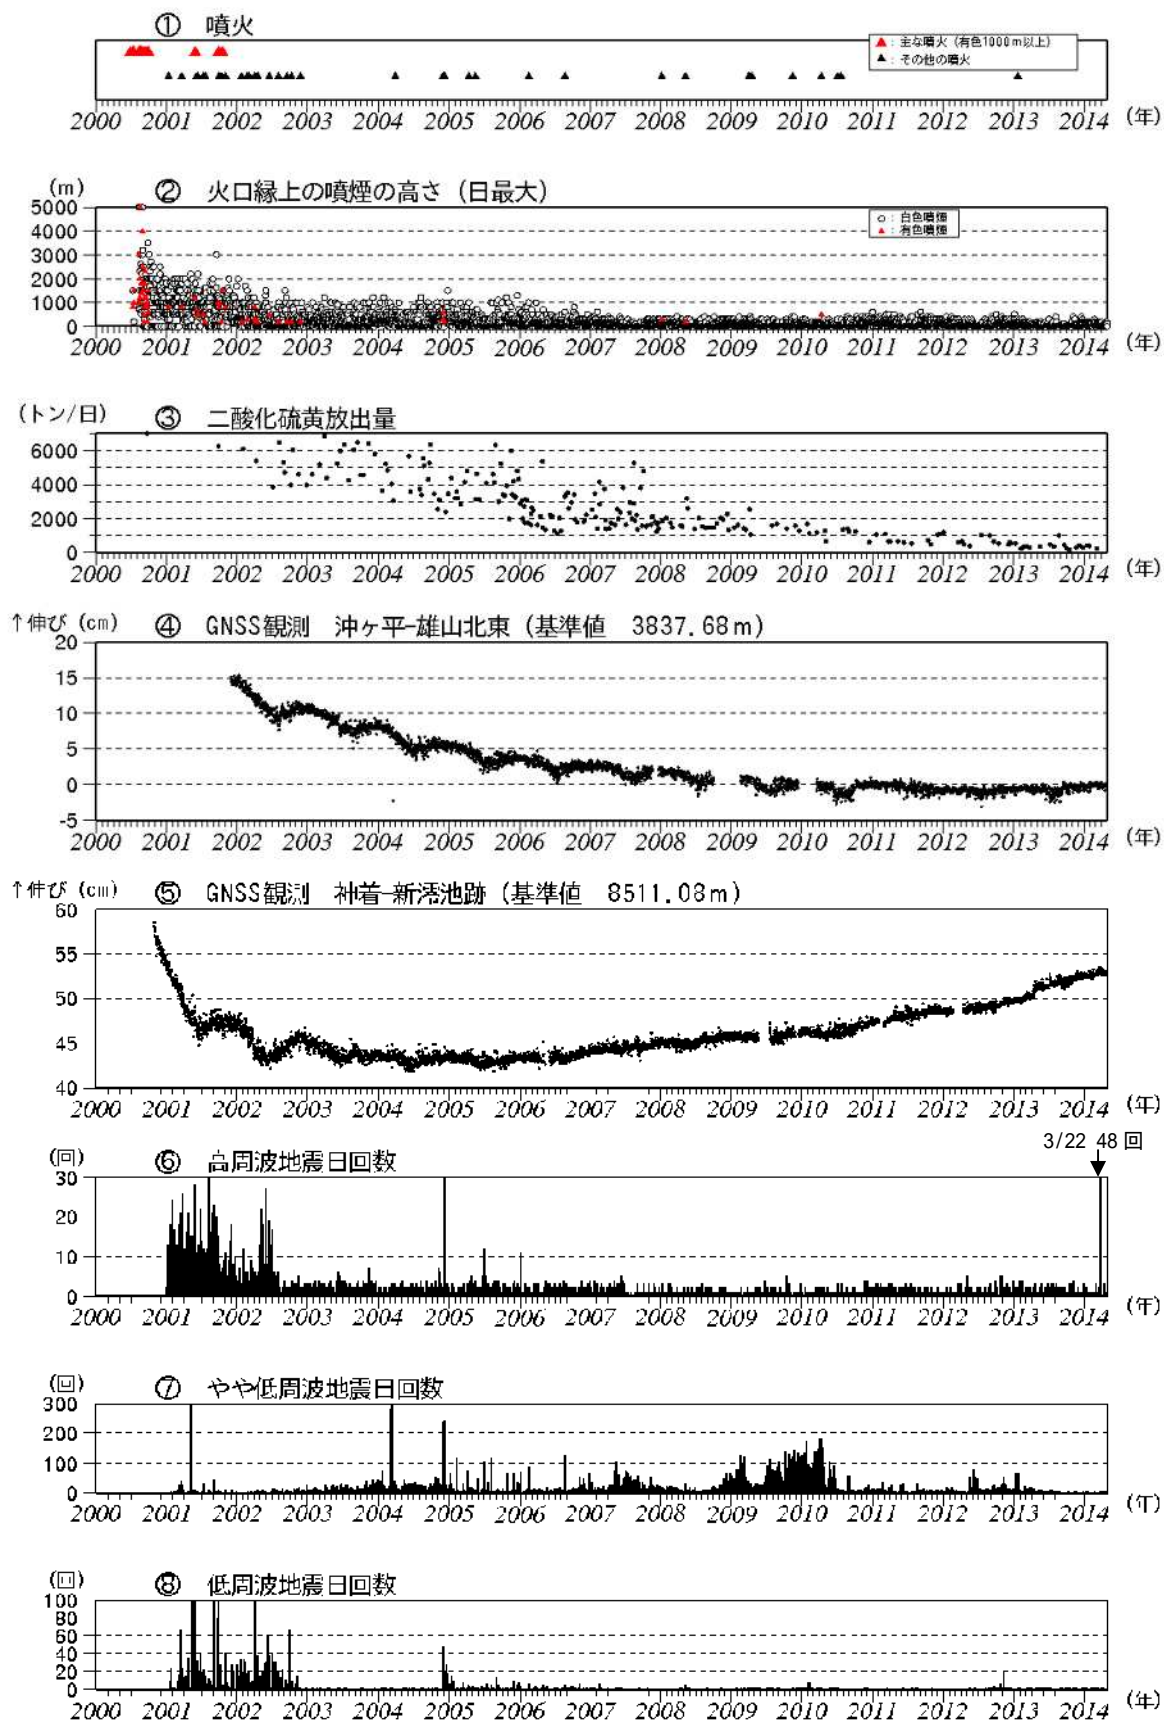 ① 噴火
▲：主な噴火（有色1000m以上）
▲：その他の噴火
2000 2001 2002 2003 2004 2005 2006 2007 2008 2009 2010 2011 2012 2013 2014 (年)
(m) ② 火口縁上の噴煙の高さ（日最大）
○：白色噴煙
▲：有色噴煙
5000
4000
3000
2000
1000
0
2000 2001 2002 2003 2004 2005 2006 2007 2008 2009 2010 2011 2012 2013 2014 (年)
(トン/日) ③ 二酸化硫黄放出量
6000
4000
2000
0
2000 2001 2002 2003 2004 2005 2006 2007 2008 2009 2010 2011 2012 2013 2014 (年)
↑伸び (cm) ④ GNSS観測 沖ヶ平-雄山北東（基準値 3837.68m）
20
15
10
5
0
-5
2000 2001 2002 2003 2004 2005 2006 2007 2008 2009 2010 2011 2012 2013 2014 (年)
↑伸び (cm) ⑤ GNSS観測 神着-新澪池跡（基準値 8511.08m）
60
55
50
45
40
2000 2001 2002 2003 2004 2005 2006 2007 2008 2009 2010 2011 2012 2013 2014 (年)
3/22 48 回
(回) ⑥ 高周波地震日回数
30
20
10
0
2000 2001 2002 2003 2004 2005 2006 2007 2008 2009 2010 2011 2012 2013 2014 (年)
(回) ⑦ やや低周波地震日回数
300
200
100
0
2000 2001 2002 2003 2004 2005 2006 2007 2008 2009 2010 2011 2012 2013 2014 (年)
(回) ⑧ 低周波地震日回数
100
80
60
40
20
0
2000 2001 2002 2003 2004 2005 2006 2007 2008 2009 2010 2011 2012 2013 2014 (年)